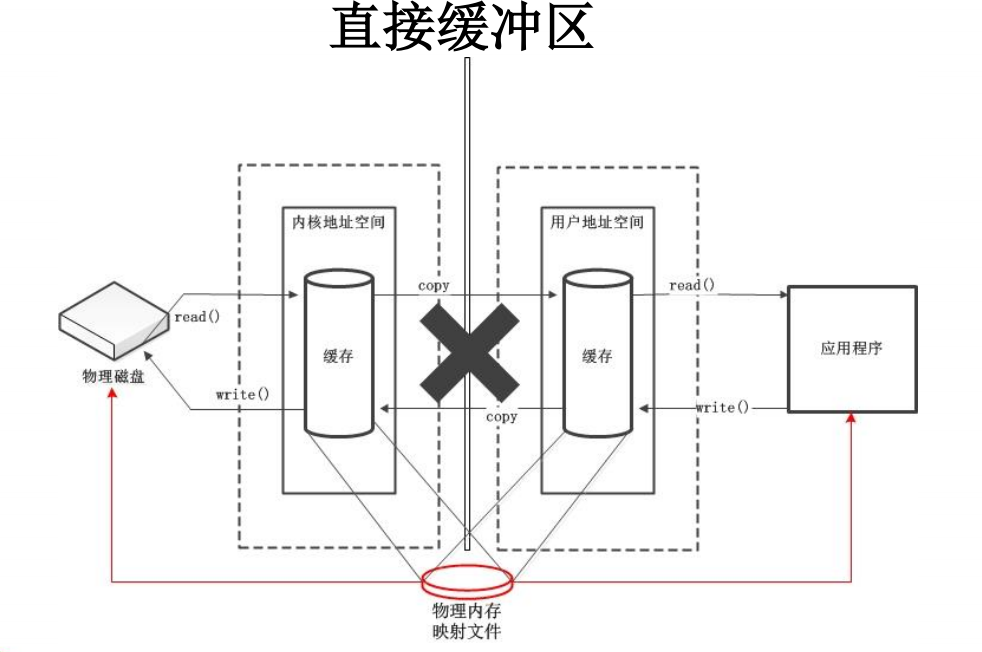 直接缓冲区
内核地址空间
用户地址空间
copy
read()
read()
缓存
缓存
应用程序
物理磁盘
write()
copy
write()
物理内存
映射文件